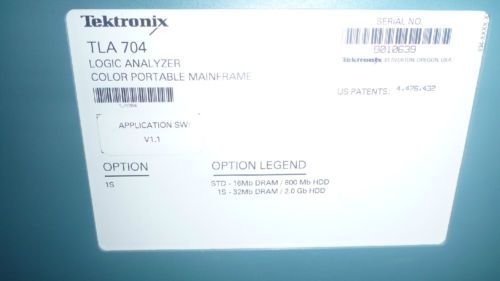 Tektronix
TLA 704
LOGIC ANALYZER
COLOR PORTABLE MAINFRAME
APPLICATION SW:
V1.1
OPTION
1S
OPTION LEGEND
STD - 16Mb DRAM / 800 Mb HDD
1S - 32Mb DRAM / 2.0 Gb HDD
SERIAL NO.
B010639
Tektronix BEAVERTON, OREGON, USA
US PATENTS: 4,476,432